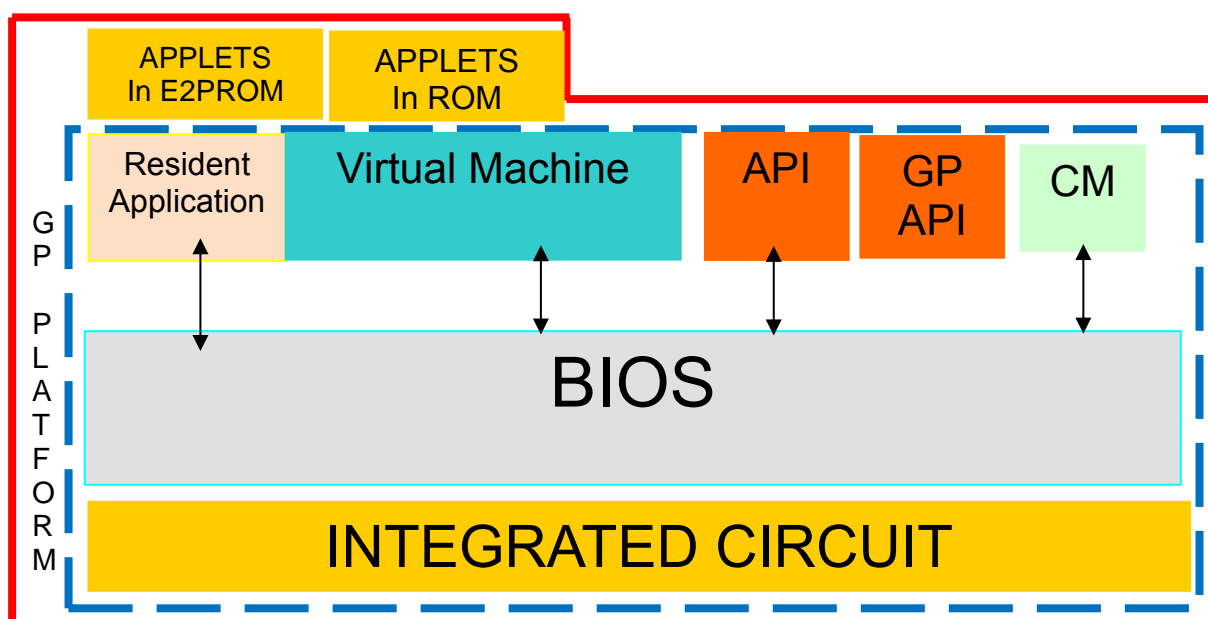 APPLETS
In E2PROM
APPLETS
In ROM
Resident
Application
Virtual Machine
API
GP
API
CM
G
P
P
L
A
T
F
O
R
M
BIOS
INTEGRATED CIRCUIT